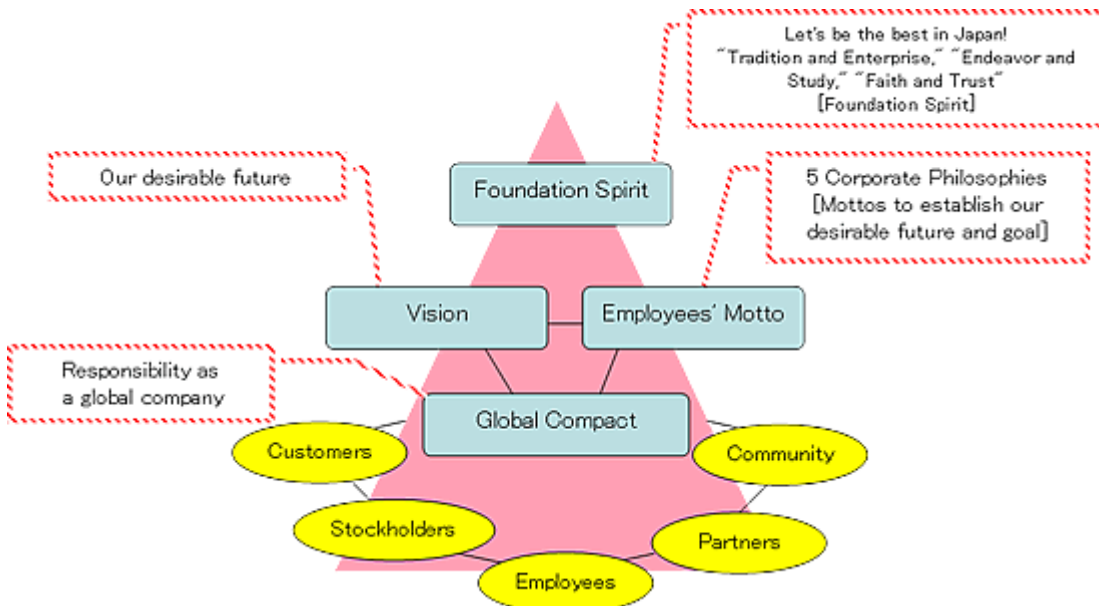 Let's be the best in Japan!
"Tradition and Enterprise," "Endeavor and
Study," "Faith and Trust"
[Foundation Spirit]
Our desirable future
Foundation Spirit
5 Corporate Philosophies
[Mottos to establish our
desirable future and goal]
Vision
Employees' Motto
Responsibility as
a global company
Global Compact
Customers
Community
Stockholders
Partners
Employees